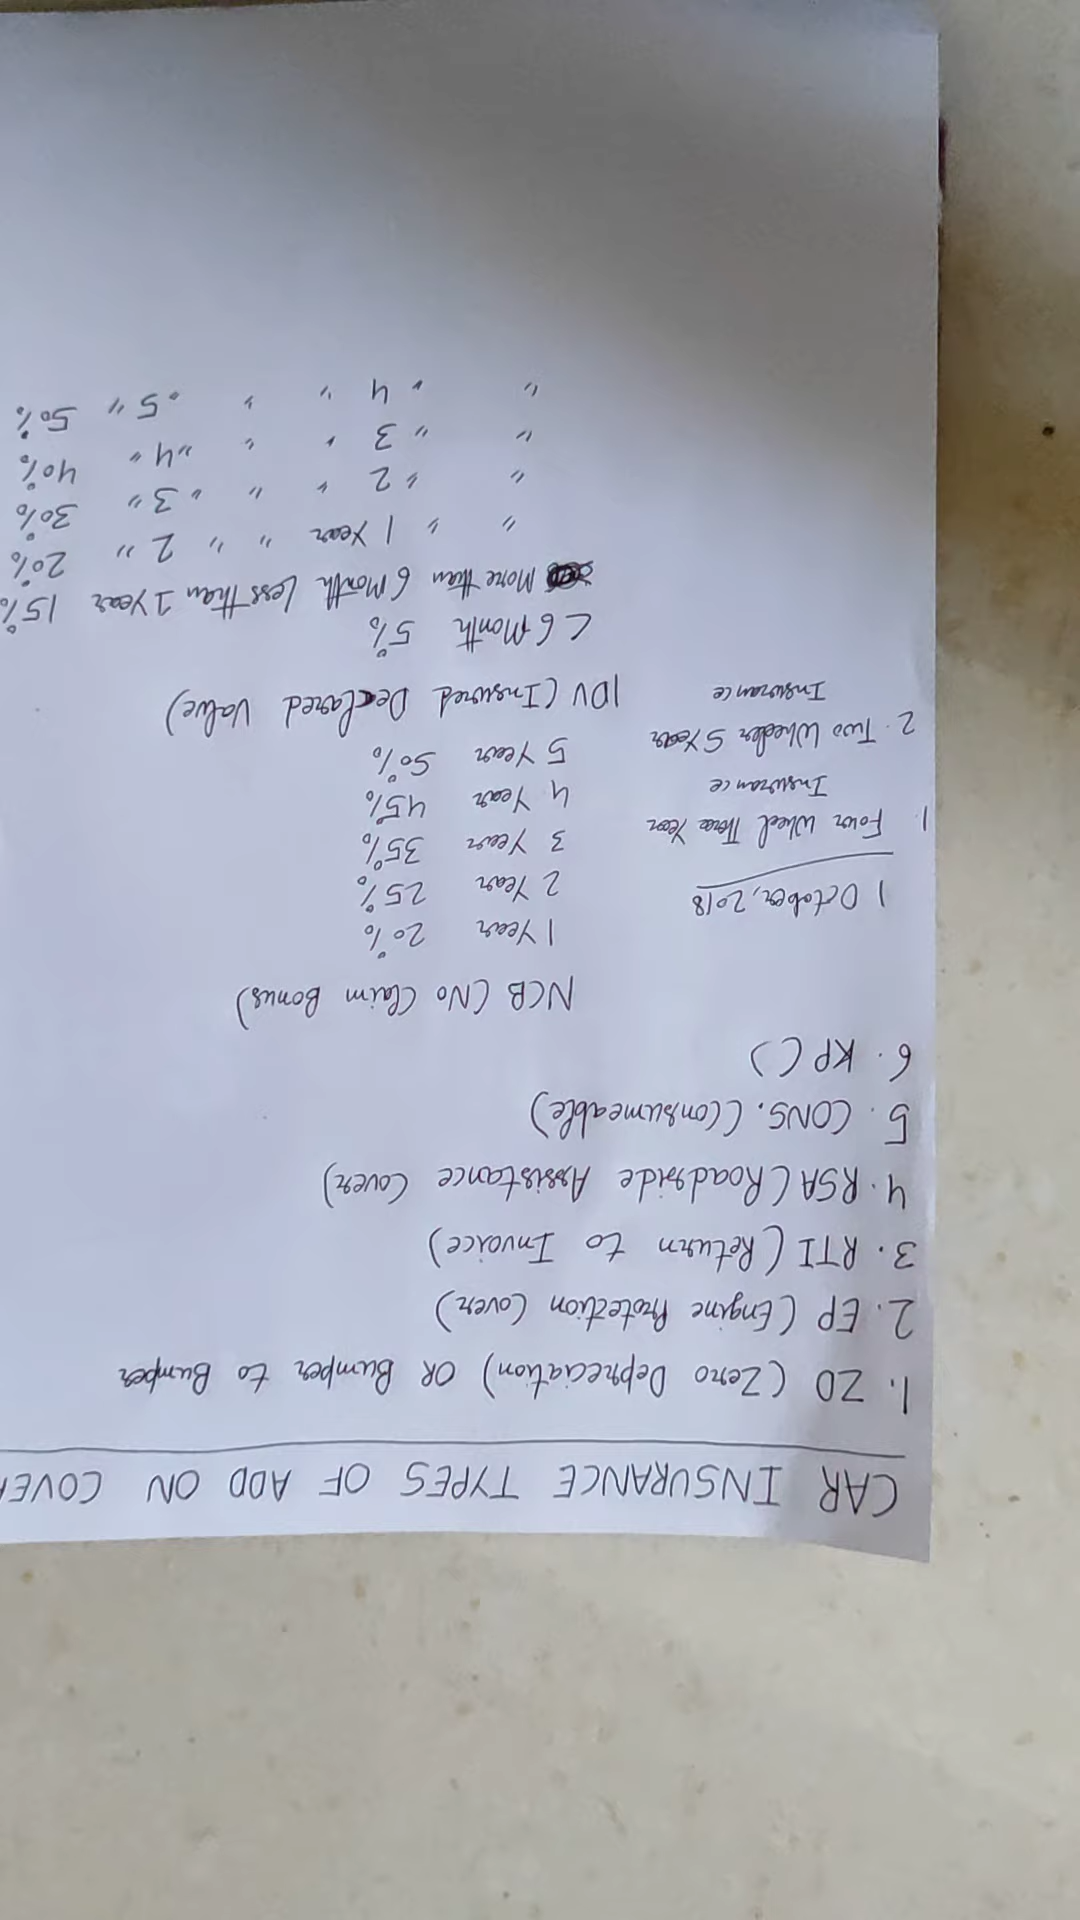 CAR INSURANCE TYPES OF ADD ON COVER
1. ZD (Zero Depreciation) OR Bumper to Bumper
2. EP (Engine Protection Cover)
3. RTI (Return to Invoice)
4. RSA (Roadside Assistance Cover)
5. CONS. (Consumeable)
6. KP ( )
NCB (No Claim Bonus)
1 Year 20%
2 Year 25%
3 Year 35%
4 Year 45%
5 Year 50%
1 October, 2018
1. Four Wheel Three Year
Insurance
2. Two Wheeler 5 Year
Insurance
IDV (Insured Declared Value)
< 6 Month 5%
More than 6 Month Less than 1 Year 15%
" " 1 Year " " 2 " 20%
" " 2 " " " 3 " 30%
" " 3 " " " 4 " 40%
" " 4 " " " 5 " 50%